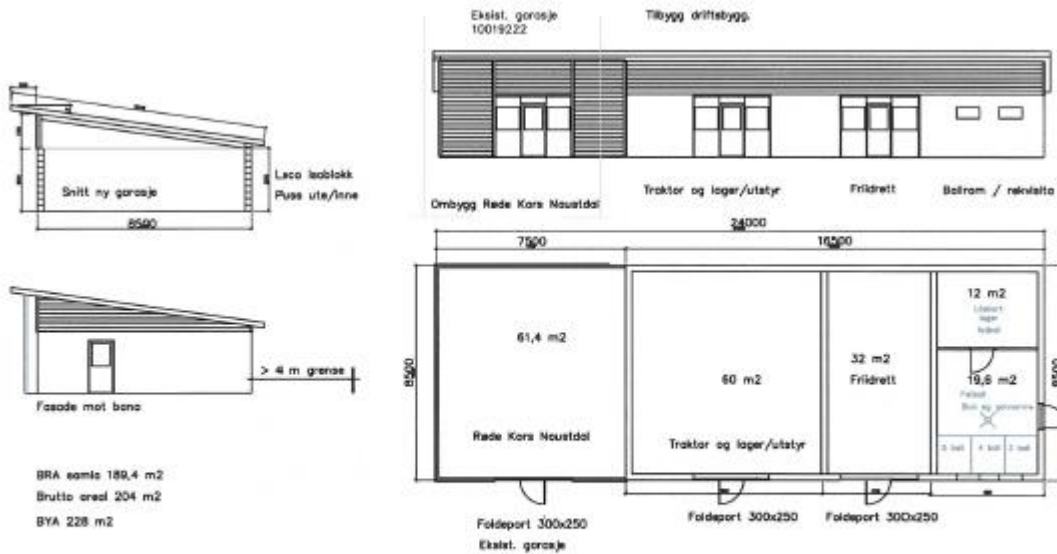 Eksist. garasje
10019222
Tilbygg driftsbygg.
Snitt ny garasje
Leca Isoblokk
Puss ute/inne
8500
Ombygg Røde Kors Naustdal
Traktor og lager/utstyr
Friidrett
Ballrom / rekvisita
24000
7500
16500
Fasade mot bana
> 4 m grense
8500
61,4 m2
Røde Kors Naustdal
60 m2
Traktor og lager/utstyr
32 m2
Friidrett
12 m2
lager
19,6 m2
8500
BRA samla 189,4 m2
Brutto areal 204 m2
BYA 228 m2
Foldeport 300x250
Eksist. garasje
Foldeport 300x250
Foldeport 300x250